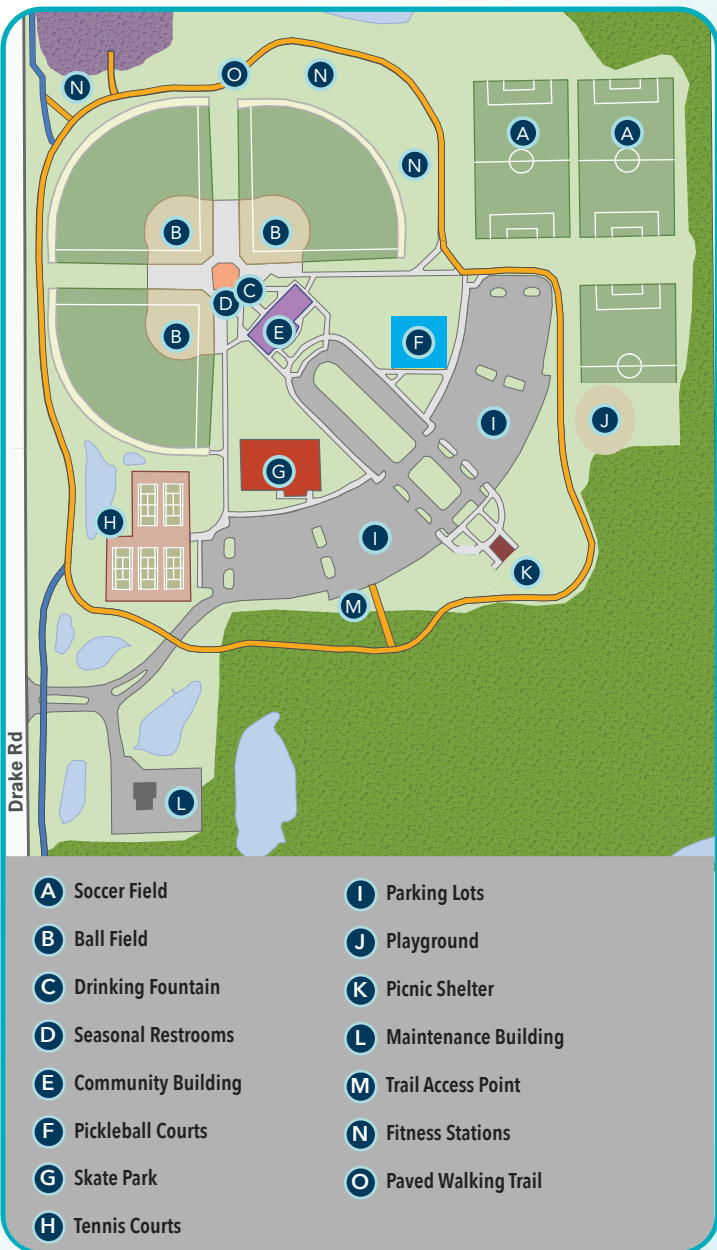 N
O
N
A
A
N
B
B
C
D
B
E
F
J
I
G
H
I
K
M
Drake Rd
L
A Soccer Field
B Ball Field
C Drinking Fountain
D Seasonal Restrooms
E Community Building
F Pickleball Courts
G Skate Park
H Tennis Courts
I Parking Lots
J Playground
K Picnic Shelter
L Maintenance Building
M Trail Access Point
N Fitness Stations
O Paved Walking Trail